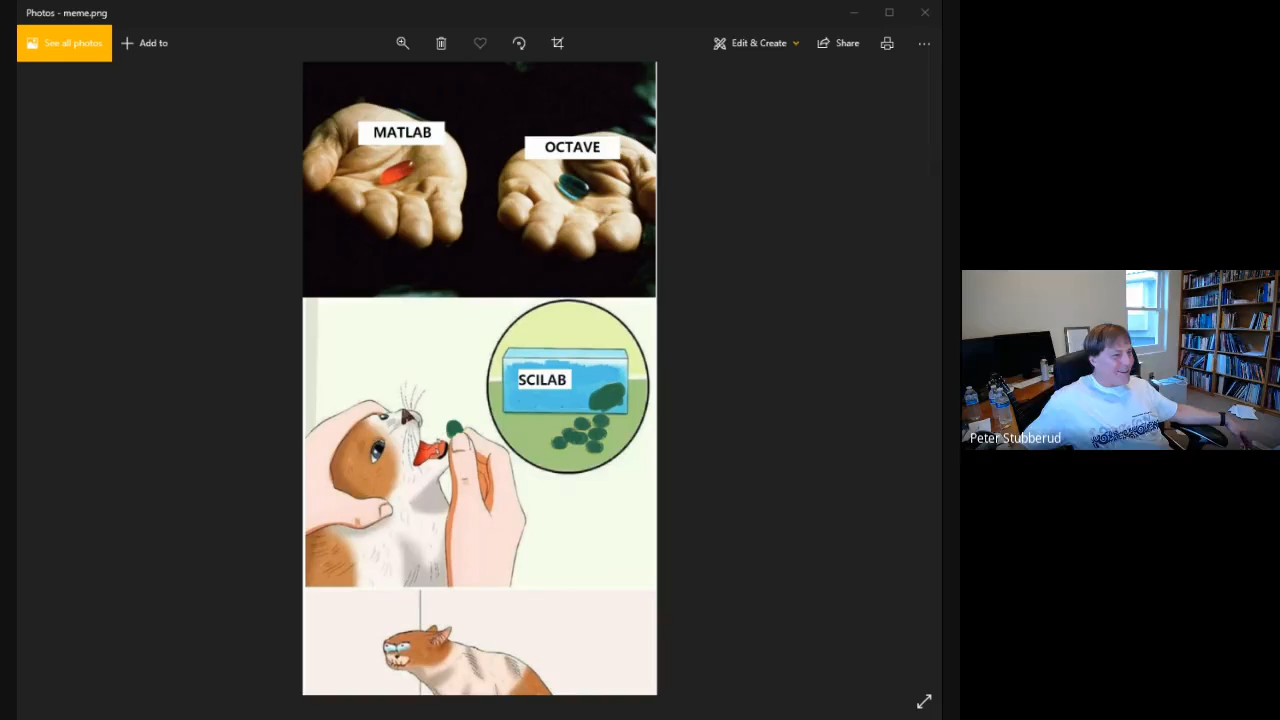 Photos - meme.png
See all photos
Add to
Edit & Create
Share
MATLAB
OCTAVE
SCILAB
Peter Stubberud